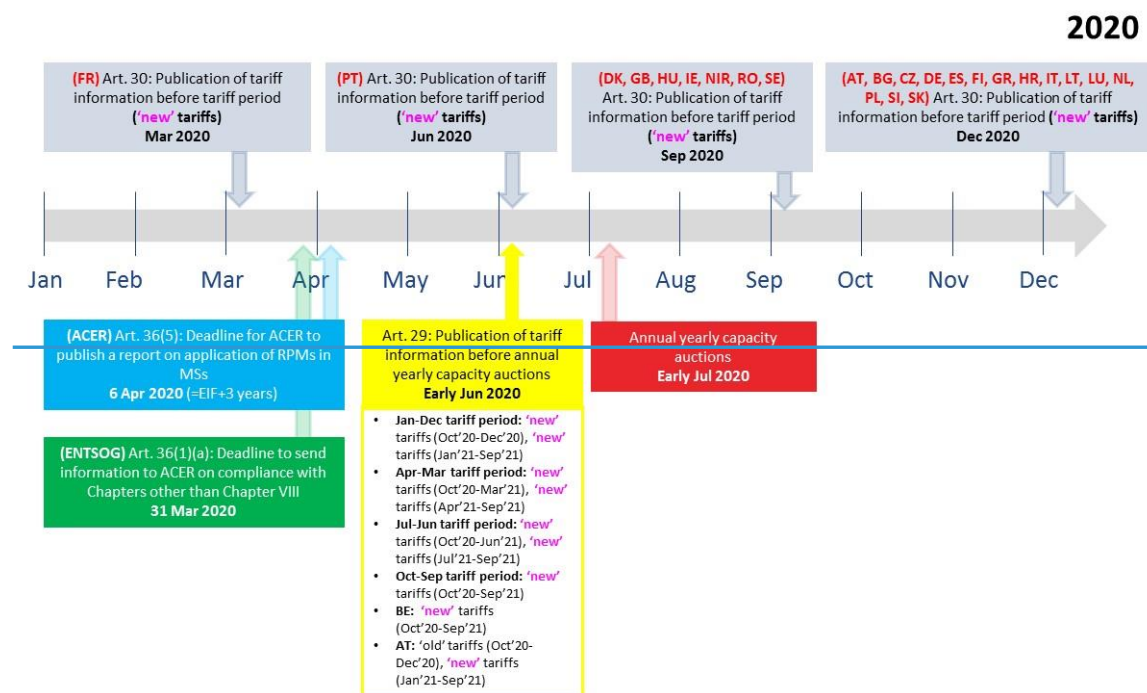 2020
(FR) Art. 30: Publication of tariff
information before tariff period
(‘new’ tariffs)
Mar 2020
(PT) Art. 30: Publication of tariff
information before tariff period
(‘new’ tariffs)
Jun 2020
(DK, GB, HU, IE, NIR, RO, SE)
Art. 30: Publication of tariff
information before tariff period
(‘new’ tariffs)
Sep 2020
(AT, BG, CZ, DE, ES, FI, GR, HR, IT, LT, LU, NL,
PL, SI, SK) Art. 30: Publication of tariff
information before tariff period (‘new’ tariffs)
Dec 2020
Jan Feb Mar Apr May Jun Jul Aug Sep Oct Nov Dec
(ACER) Art. 36(5): Deadline for ACER to
publish a report on application of RPMs in
MSs
6 Apr 2020 (=EIF+3 years)
(ENTSOG) Art. 36(1)(a): Deadline to send
information to ACER on compliance with
Chapters other than Chapter VIII
31 Mar 2020
Art. 29: Publication of tariff
information before annual
yearly capacity auctions
Early Jun 2020
• Jan-Dec tariff period: ‘new’
tariffs (Oct’20-Dec’20), ‘new’
tariffs (Jan’21-Sep’21)
• Apr-Mar tariff period: ‘new’
tariffs (Oct’20-Mar’21), ‘new’
tariffs (Apr’21-Sep’21)
• Jul-Jun tariff period: ‘new’
tariffs (Oct’20-Jun’21), ‘new’
tariffs (Jul’21-Sep’21)
• Oct-Sep tariff period: ‘new’
tariffs (Oct’20-Sep’21)
• BE: ‘new’ tariffs
(Oct’20-Sep’21)
• AT: ‘old’ tariffs (Oct’20-
Dec’20), ‘new’ tariffs
(Jan’21-Sep’21)
Annual yearly capacity
auctions
Early Jul 2020